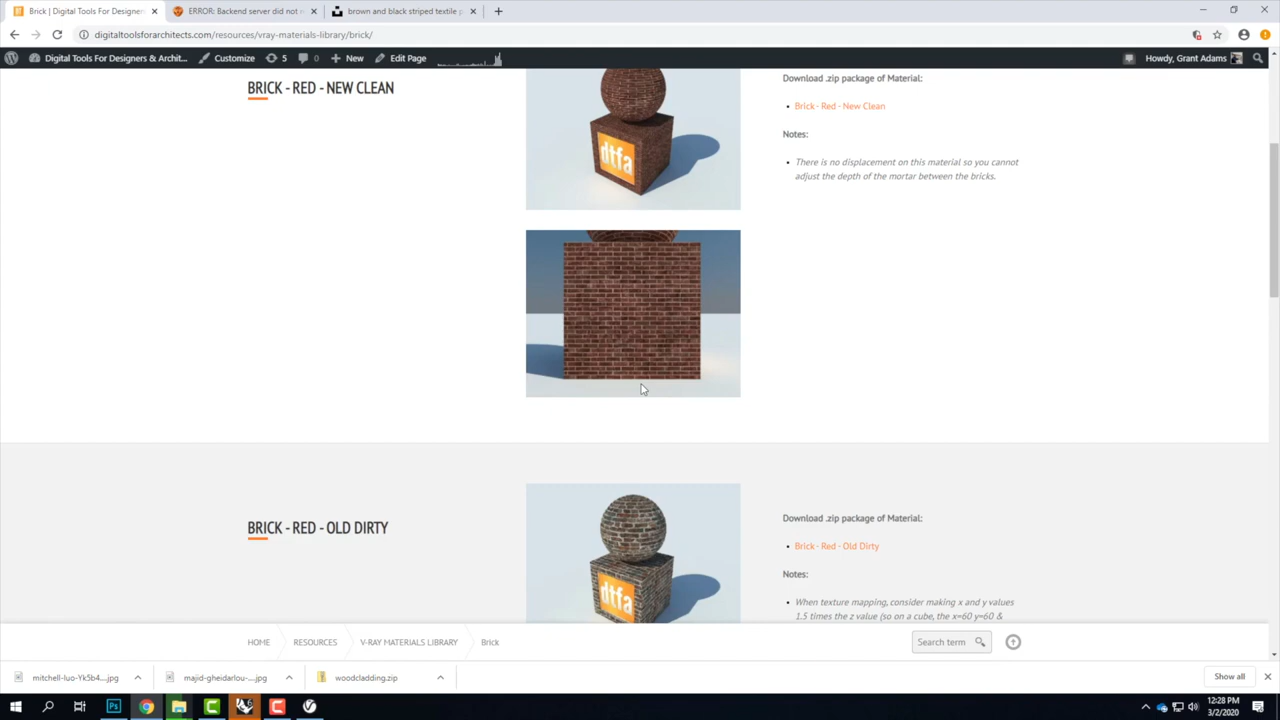 Brick | Digital Tools For Designers
ERROR: Backend server did not r
brown and black striped textile p
digitaltoolsforarchitects.com/resources/vray-materials-library/brick/
Digital Tools For Designers & Archit...
Customize
5
0
New
Edit Page
Howdy, Grant Adams
BRICK - RED - NEW CLEAN
dtfa
Download .zip package of Material:
• Brick - Red - New Clean
Notes:
• There is no displacement on this material so you cannot
adjust the depth of the mortar between the bricks.
BRICK - RED - OLD DIRTY
dtfa
Download .zip package of Material:
• Brick - Red - Old Dirty
Notes:
• When texture mapping, consider making x and y values
1.5 times the z value (so on a cube, the x=60 y=60 &
HOME
RESOURCES
V-RAY MATERIALS LIBRARY
Brick
Search term
mitchell-luo-Yk5b4....jpg
majid-gheidarlou-....jpg
woodcladding.zip
Show all
Ps
12:28 PM
3/2/2020